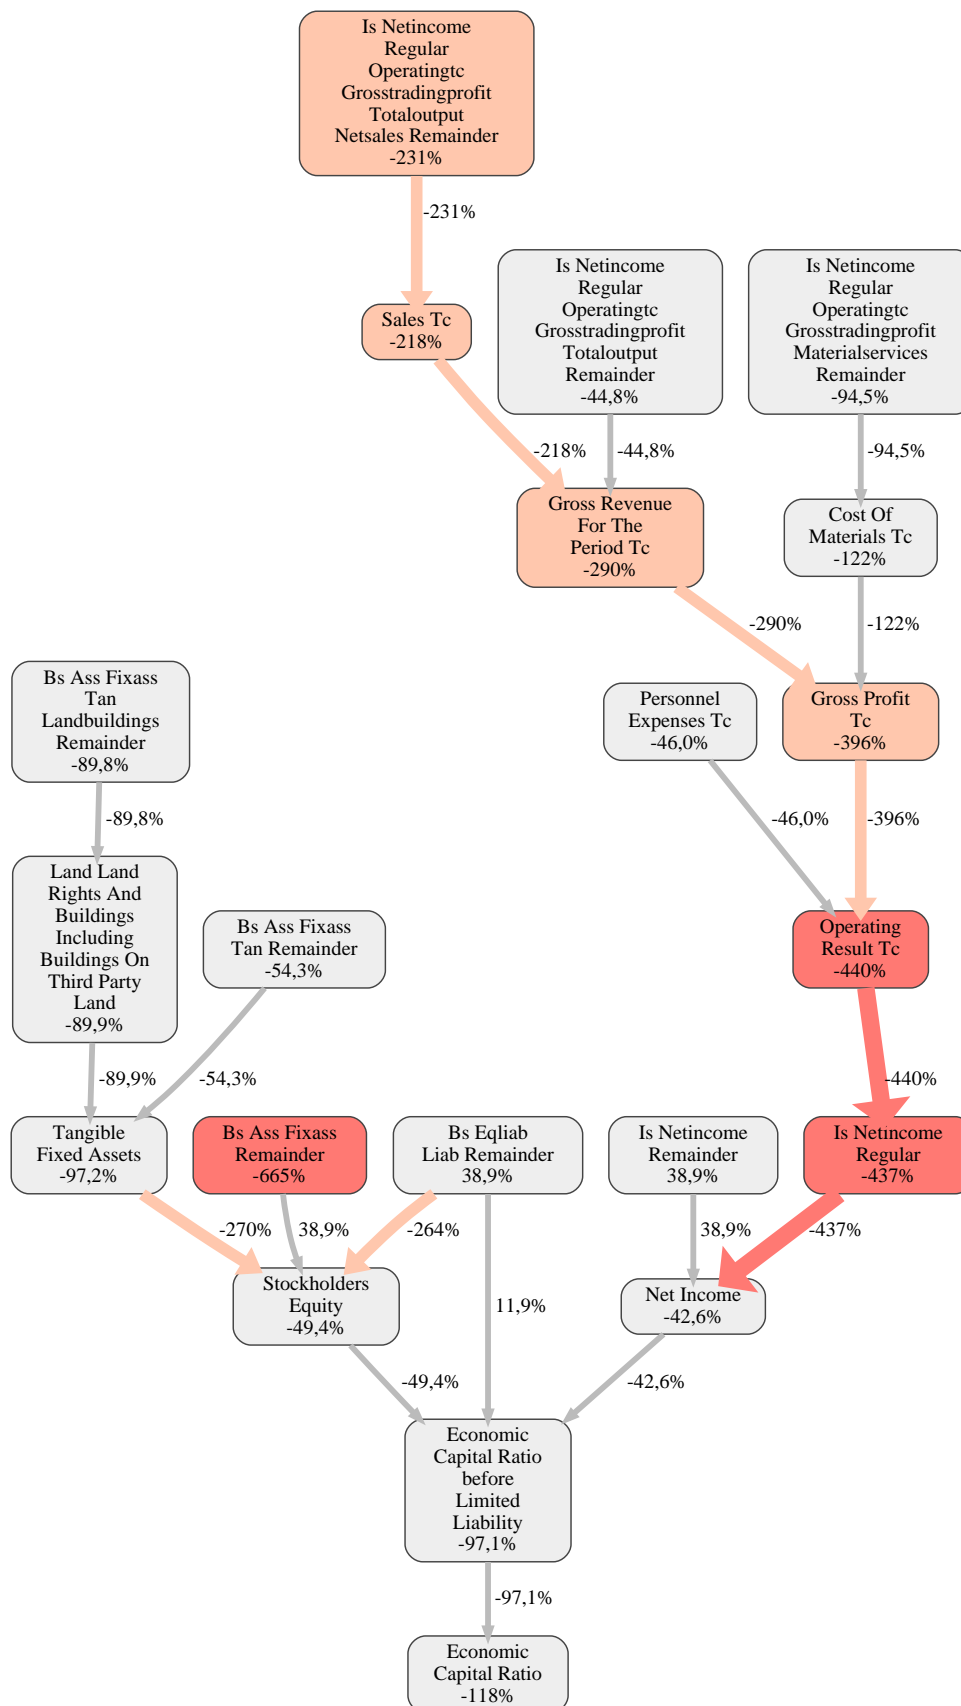 Is Netincome
Regular
Operatingtc
Grosstradingprofit
Totaloutput
Netsales Remainder
-231%
-231%
Sales Tc
-218%
Is Netincome
Regular
Operatingtc
Grosstradingprofit
Totaloutput
Remainder
-44,8%
Is Netincome
Regular
Operatingtc
Grosstradingprofit
Materialservices
Remainder
-94,5%
-218%
-44,8%
-94,5%
Gross Revenue
For The
Period Tc
-290%
Cost Of
Materials Tc
-122%
-290%
-122%
Bs Ass Fixass
Tan
Landbuildings
Remainder
-89,8%
Personnel
Expenses Tc
-46,0%
Gross Profit
Tc
-396%
-89,8%
-46,0%
-396%
Land Land
Rights And
Buildings
Including
Buildings On
Third Party
Land
-89,9%
Bs Ass Fixass
Tan Remainder
-54,3%
Operating
Result Tc
-440%
-89,9%
-54,3%
-440%
Tangible
Fixed Assets
-97,2%
Bs Ass Fixass
Remainder
-665%
Bs Eqliab
Liab Remainder
38,9%
Is Netincome
Remainder
38,9%
Is Netincome
Regular
-437%
-270%
38,9%
-264%
38,9%
-437%
Stockholders
Equity
-49,4%
11,9%
Net Income
-42,6%
-49,4%
-42,6%
Economic
Capital Ratio
before
Limited
Liability
-97,1%
-97,1%
Economic
Capital Ratio
-118%